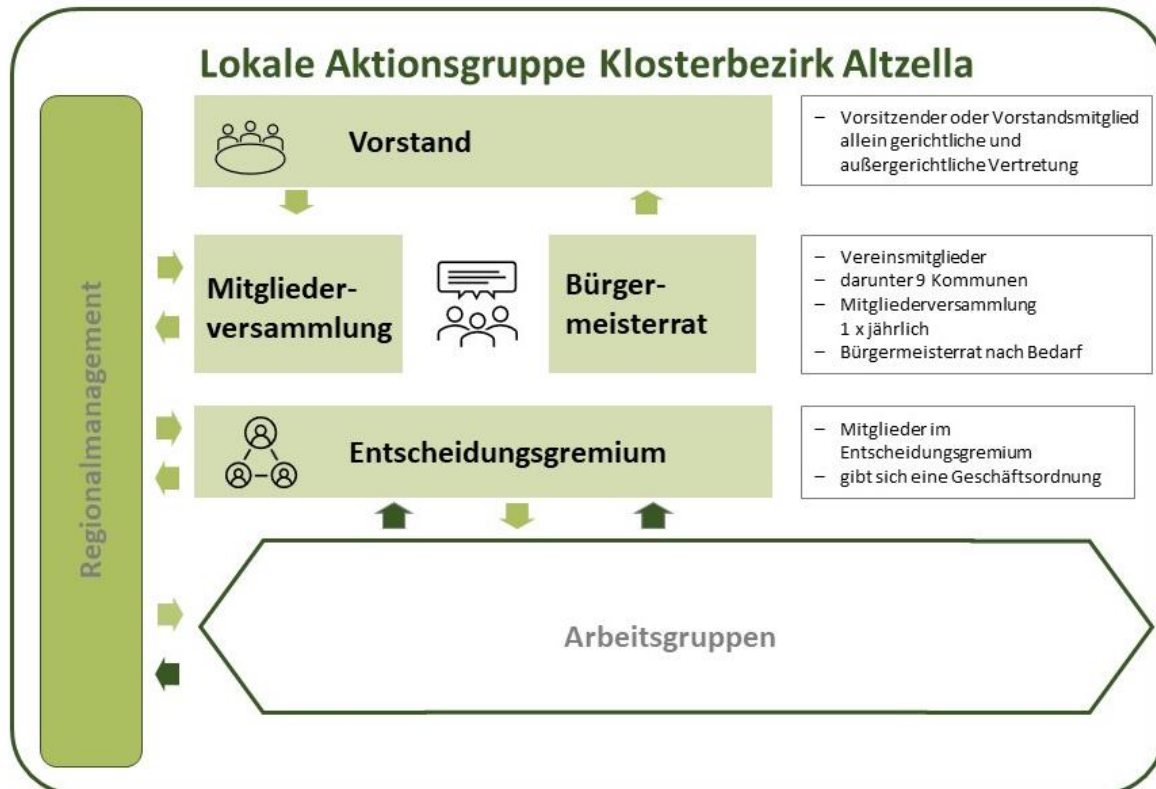 Lokale Aktionsgruppe Klosterbezirk Altzella
Regionalmanagement
Vorstand
– Vorsitzender oder Vorstandsmitglied
allein gerichtliche und
außergerichtliche Vertretung
Mitglieder-
versammlung
Bürger-
meisterrat
– Vereinsmitglieder
– darunter 9 Kommunen
– Mitgliederversammlung
1 x jährlich
– Bürgermeisterrat nach Bedarf
Entscheidungsgremium
– Mitglieder im
Entscheidungsgremium
– gibt sich eine Geschäftsordnung
Arbeitsgruppen